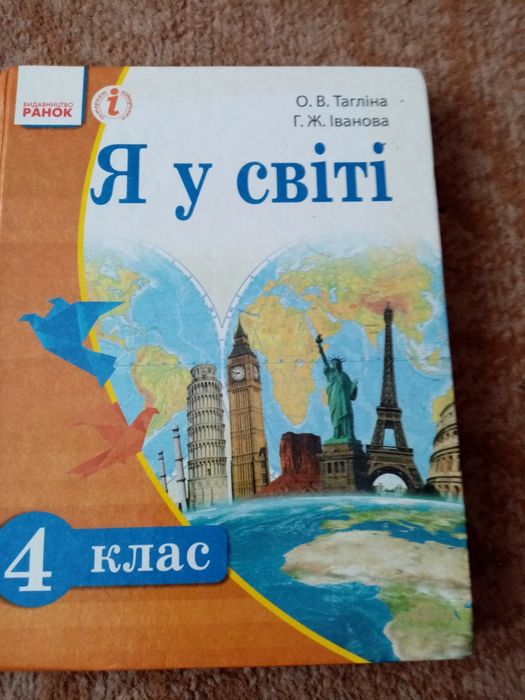 ВИДАВНИЦТВО
РАНОК
О. В. Тагліна
Г. Ж. Іванова
Я у світі
4 клас